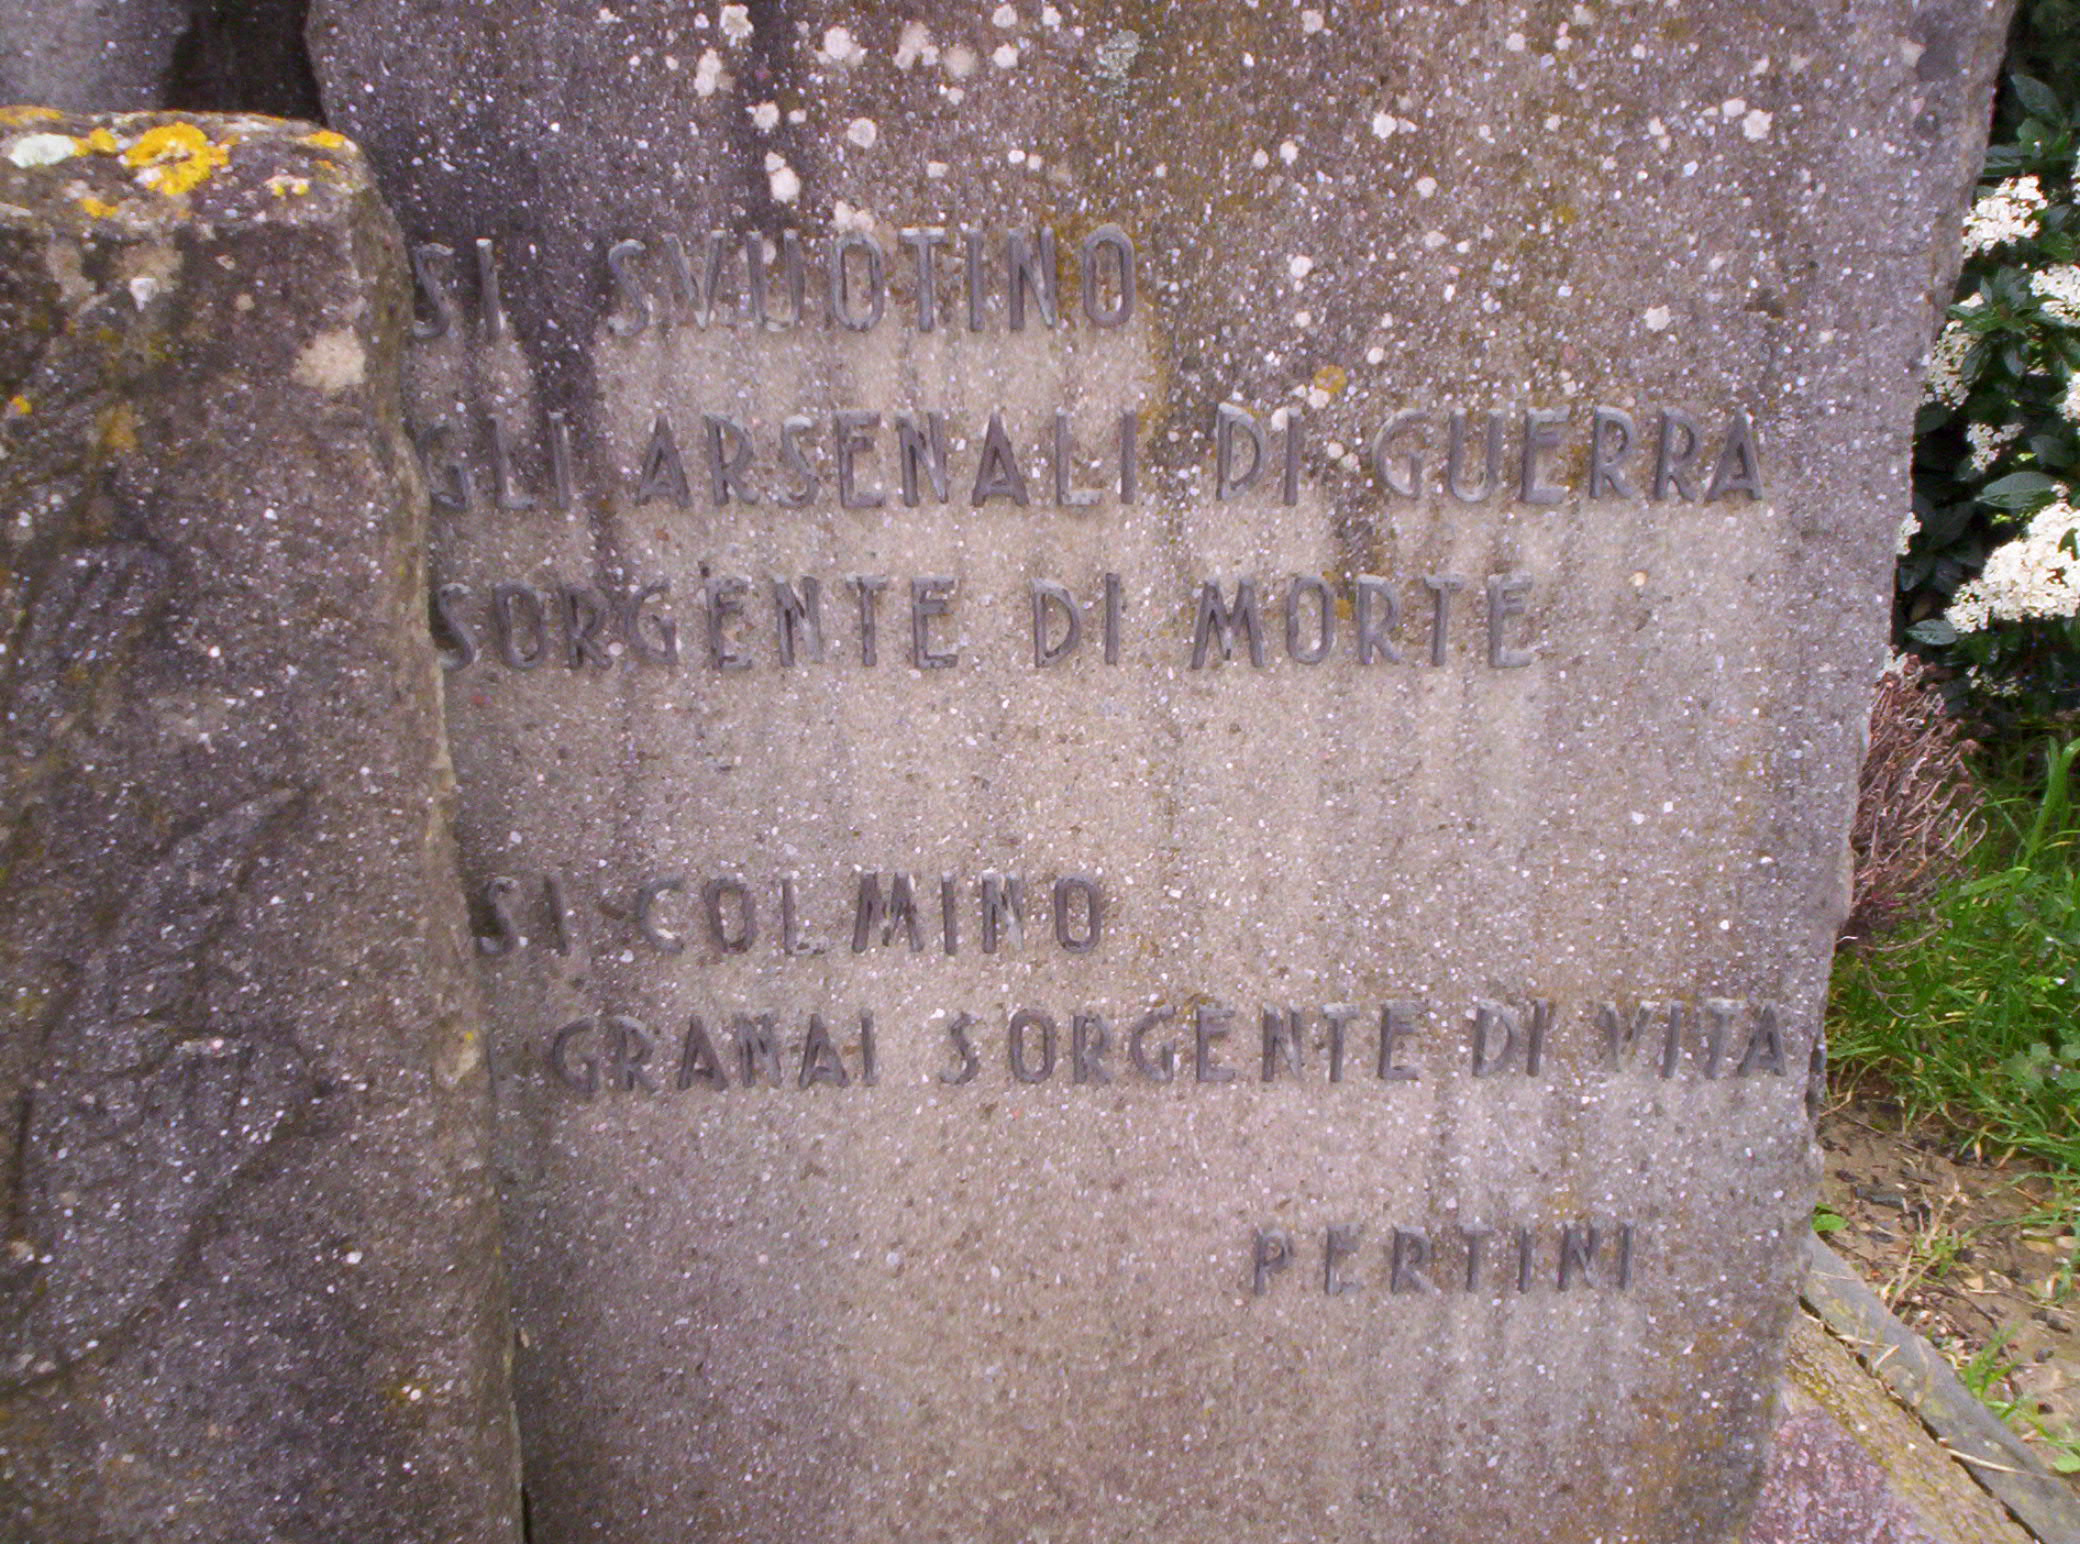 SI SVUOTINO
GLI ARSENALI DI GUERRA
SORGENTE DI MORTE
SI COLMINO
I GRANAI SORGENTE DI VITA
PERTINI